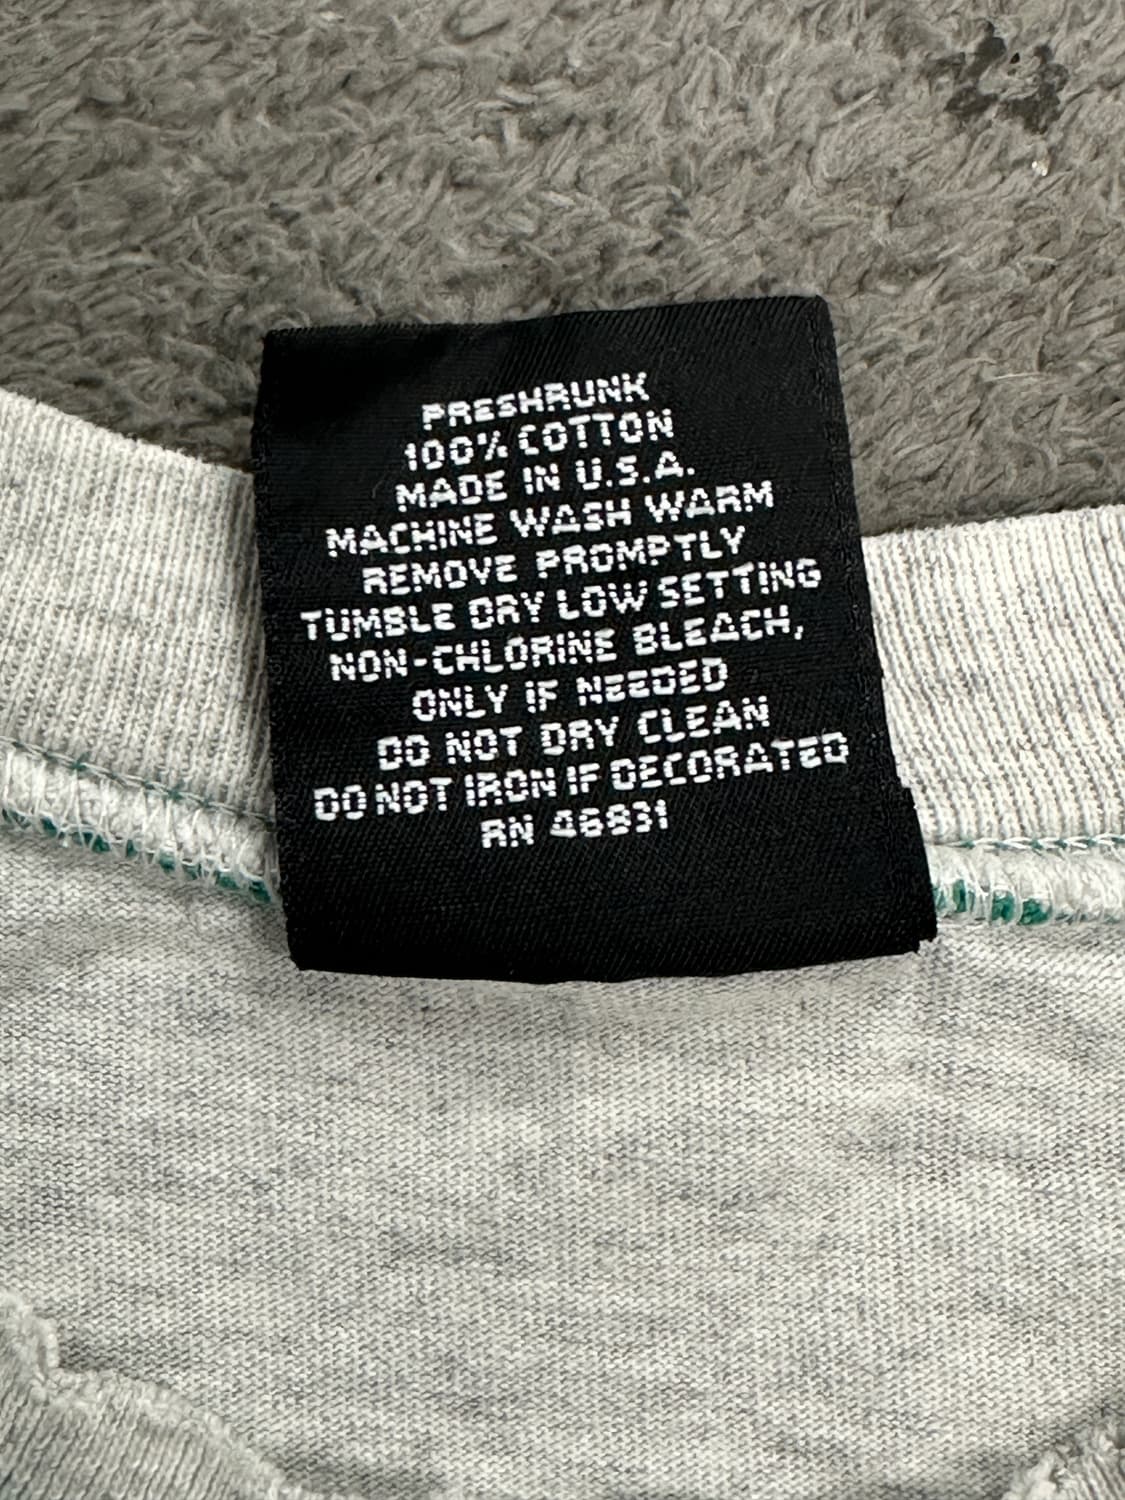 PRESHRUNK
100% COTTON
MADE IN U.S.A.
MACHINE WASH WARM
REMOVE PROMPTLY
TUMBLE DRY LOW SETTING
NON-CHLORINE BLEACH,
ONLY IF NEEDED
DO NOT DRY CLEAN
DO NOT IRON IF DECORATED
RN 46831